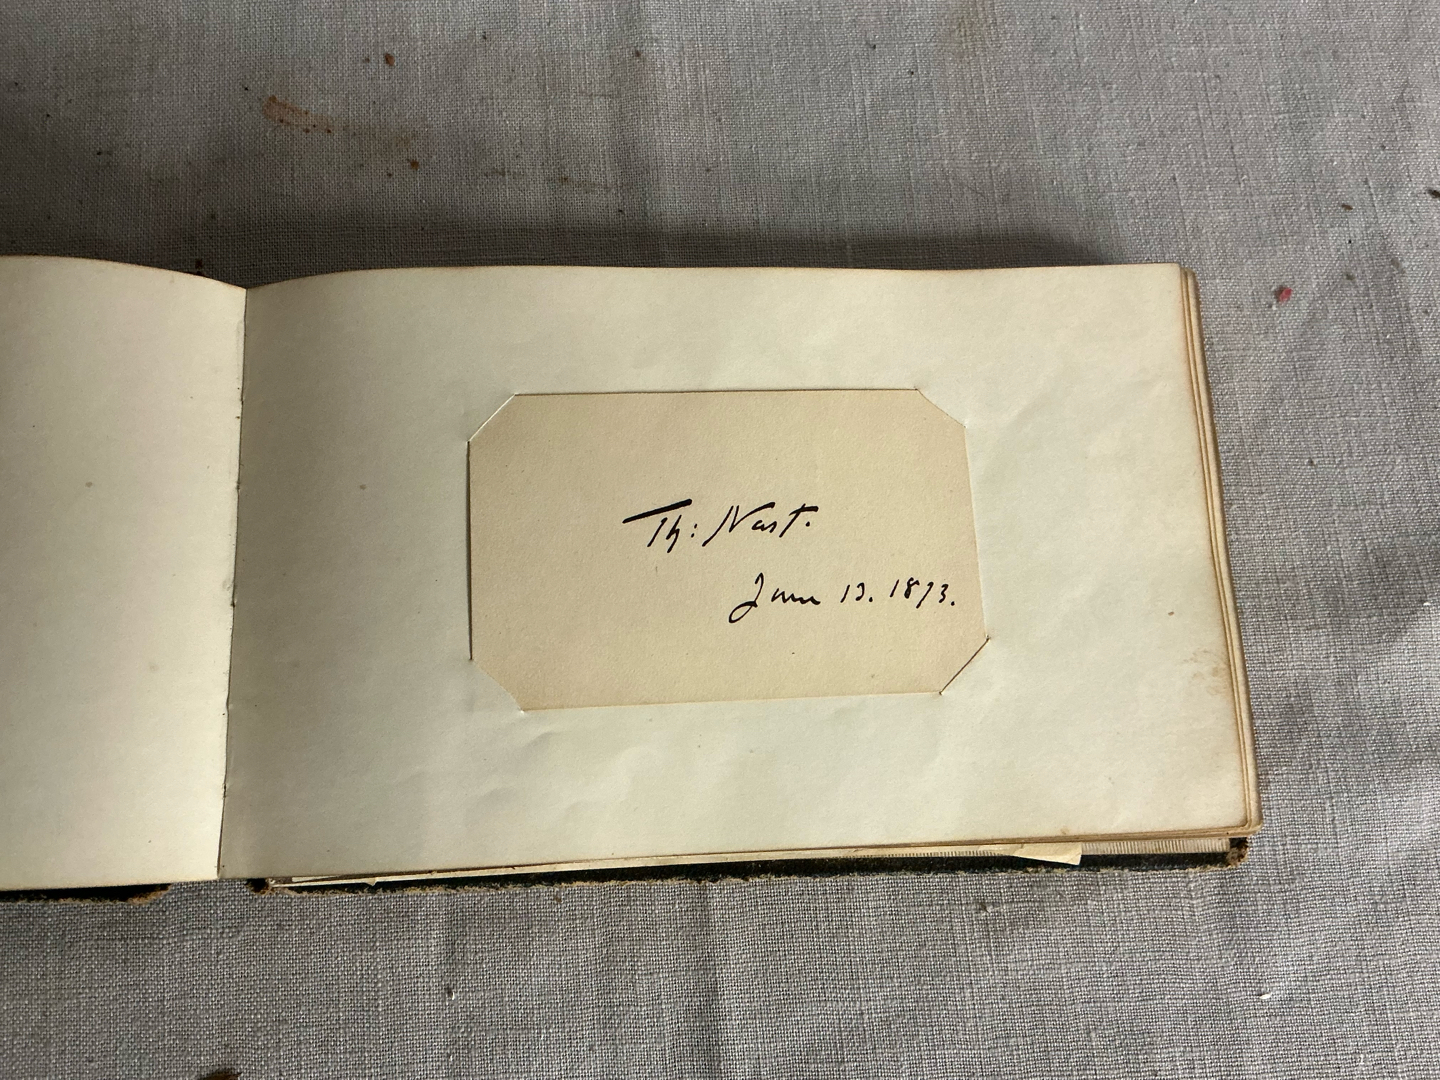 Th: Nast.
June 13. 1873.